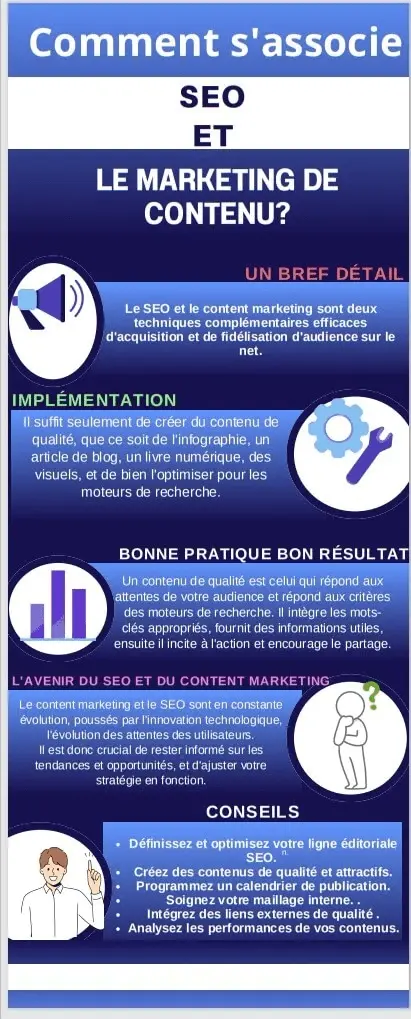 Comment s'associe
SEO
ET
LE MARKETING DE
CONTENU?
UN BREF DÉTAIL
Le SEO et le content marketing sont deux
techniques complémentaires efficaces
d'acquisition et de fidélisation d'audience sur le
net.
IMPLÉMENTATION
Il suffit seulement de créer du contenu de
qualité, que ce soit de l'infographie, un
article de blog, un livre numérique, des
visuels, et de bien l'optimiser pour les
moteurs de recherche.
BONNE PRATIQUE BON RÉSULTAT
Un contenu de qualité est celui qui répond aux
attentes de votre audience et répond aux critères
des moteurs de recherche. Il intègre les mots-
clés appropriés, fournit des informations utiles,
ensuite il incite à l'action et encourage le partage.
L'AVENIR DU SEO ET DU CONTENT MARKETING
Le content marketing et le SEO sont en constante
évolution, poussés par l'innovation technologique,
l'évolution des attentes des utilisateurs.
Il est donc crucial de rester informé sur les
tendances et opportunités, et d'ajuster votre
stratégie en fonction.
?
CONSEILS
• Définissez et optimisez votre ligne éditoriale
SEO. n.
• Créez des contenus de qualité et attractifs.
• Programmez un calendrier de publication.
• Soignez votre maillage interne. .
• Intégrez des liens externes de qualité .
• Analysez les performances de vos contenus.